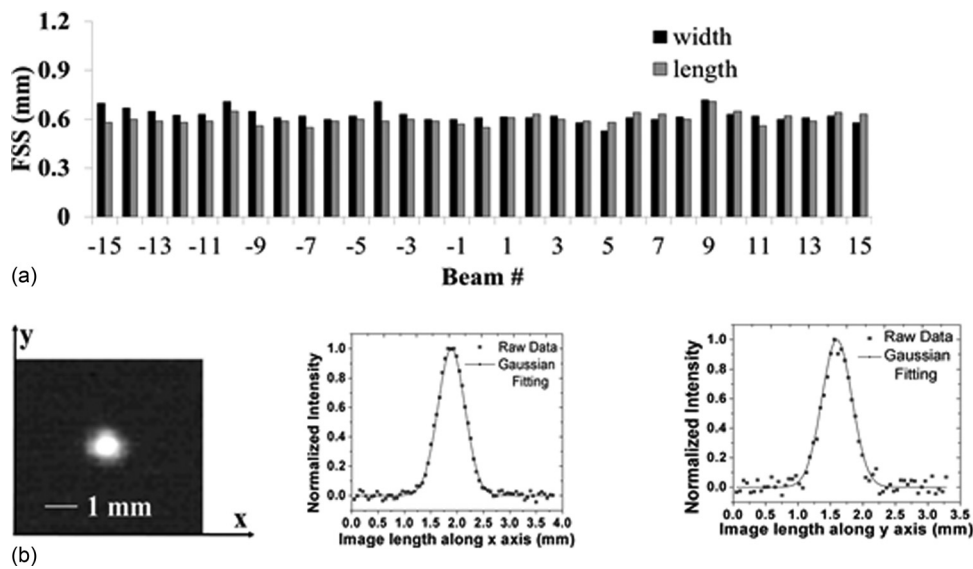 1.2
0.9
0.6
0.3
0
FSS (mm)
width
length
-15 -13 -11 -9 -7 -5 -3 -1 1 3 5 7 9 11 13 15
Beam #
(a)
y
1 mm
x
Normalized Intensity
1.0
0.8
0.6
0.4
0.2
0.0
Raw Data
Gaussian
Fitting
0.0 0.5 1.0 1.5 2.0 2.5 3.0 3.5 4.0
Image length along x axis (mm)
Normalized Intensity
1.0
0.8
0.6
0.4
0.2
0.0
Raw Data
Gaussian
Fitting
0.0 0.5 1.0 1.5 2.0 2.5 3.0 3.5
Image length along y axis (mm)
(b)